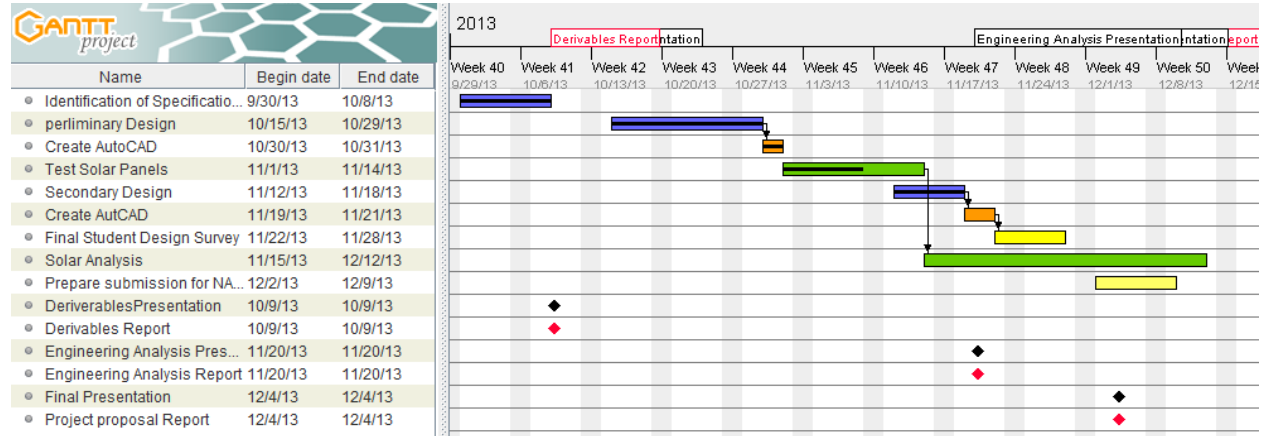 GANTT
project
2013
Derivables Report ntation
Engineering Analysis Presentation ntation eport
Name Begin date End date
Week 40 Week 41 Week 42 Week 43 Week 44 Week 45 Week 46 Week 47 Week 48 Week 49 Week 50 Week
9/29/13 10/6/13 10/13/13 10/20/13 10/27/13 11/3/13 11/10/13 11/17/13 11/24/13 12/1/13 12/8/13 12/15
Identification of Specificatio... 9/30/13 10/8/13
perliminary Design 10/15/13 10/29/13
Create AutoCAD 10/30/13 10/31/13
Test Solar Panels 11/1/13 11/14/13
Secondary Design 11/12/13 11/18/13
Create AutCAD 11/19/13 11/21/13
Final Student Design Survey 11/22/13 11/28/13
Solar Analysis 11/15/13 12/12/13
Prepare submission for NA... 12/2/13 12/9/13
DeriverablesPresentation 10/9/13 10/9/13
Derivables Report 10/9/13 10/9/13
Engineering Analysis Pres... 11/20/13 11/20/13
Engineering Analysis Report 11/20/13 11/20/13
Final Presentation 12/4/13 12/4/13
Project proposal Report 12/4/13 12/4/13